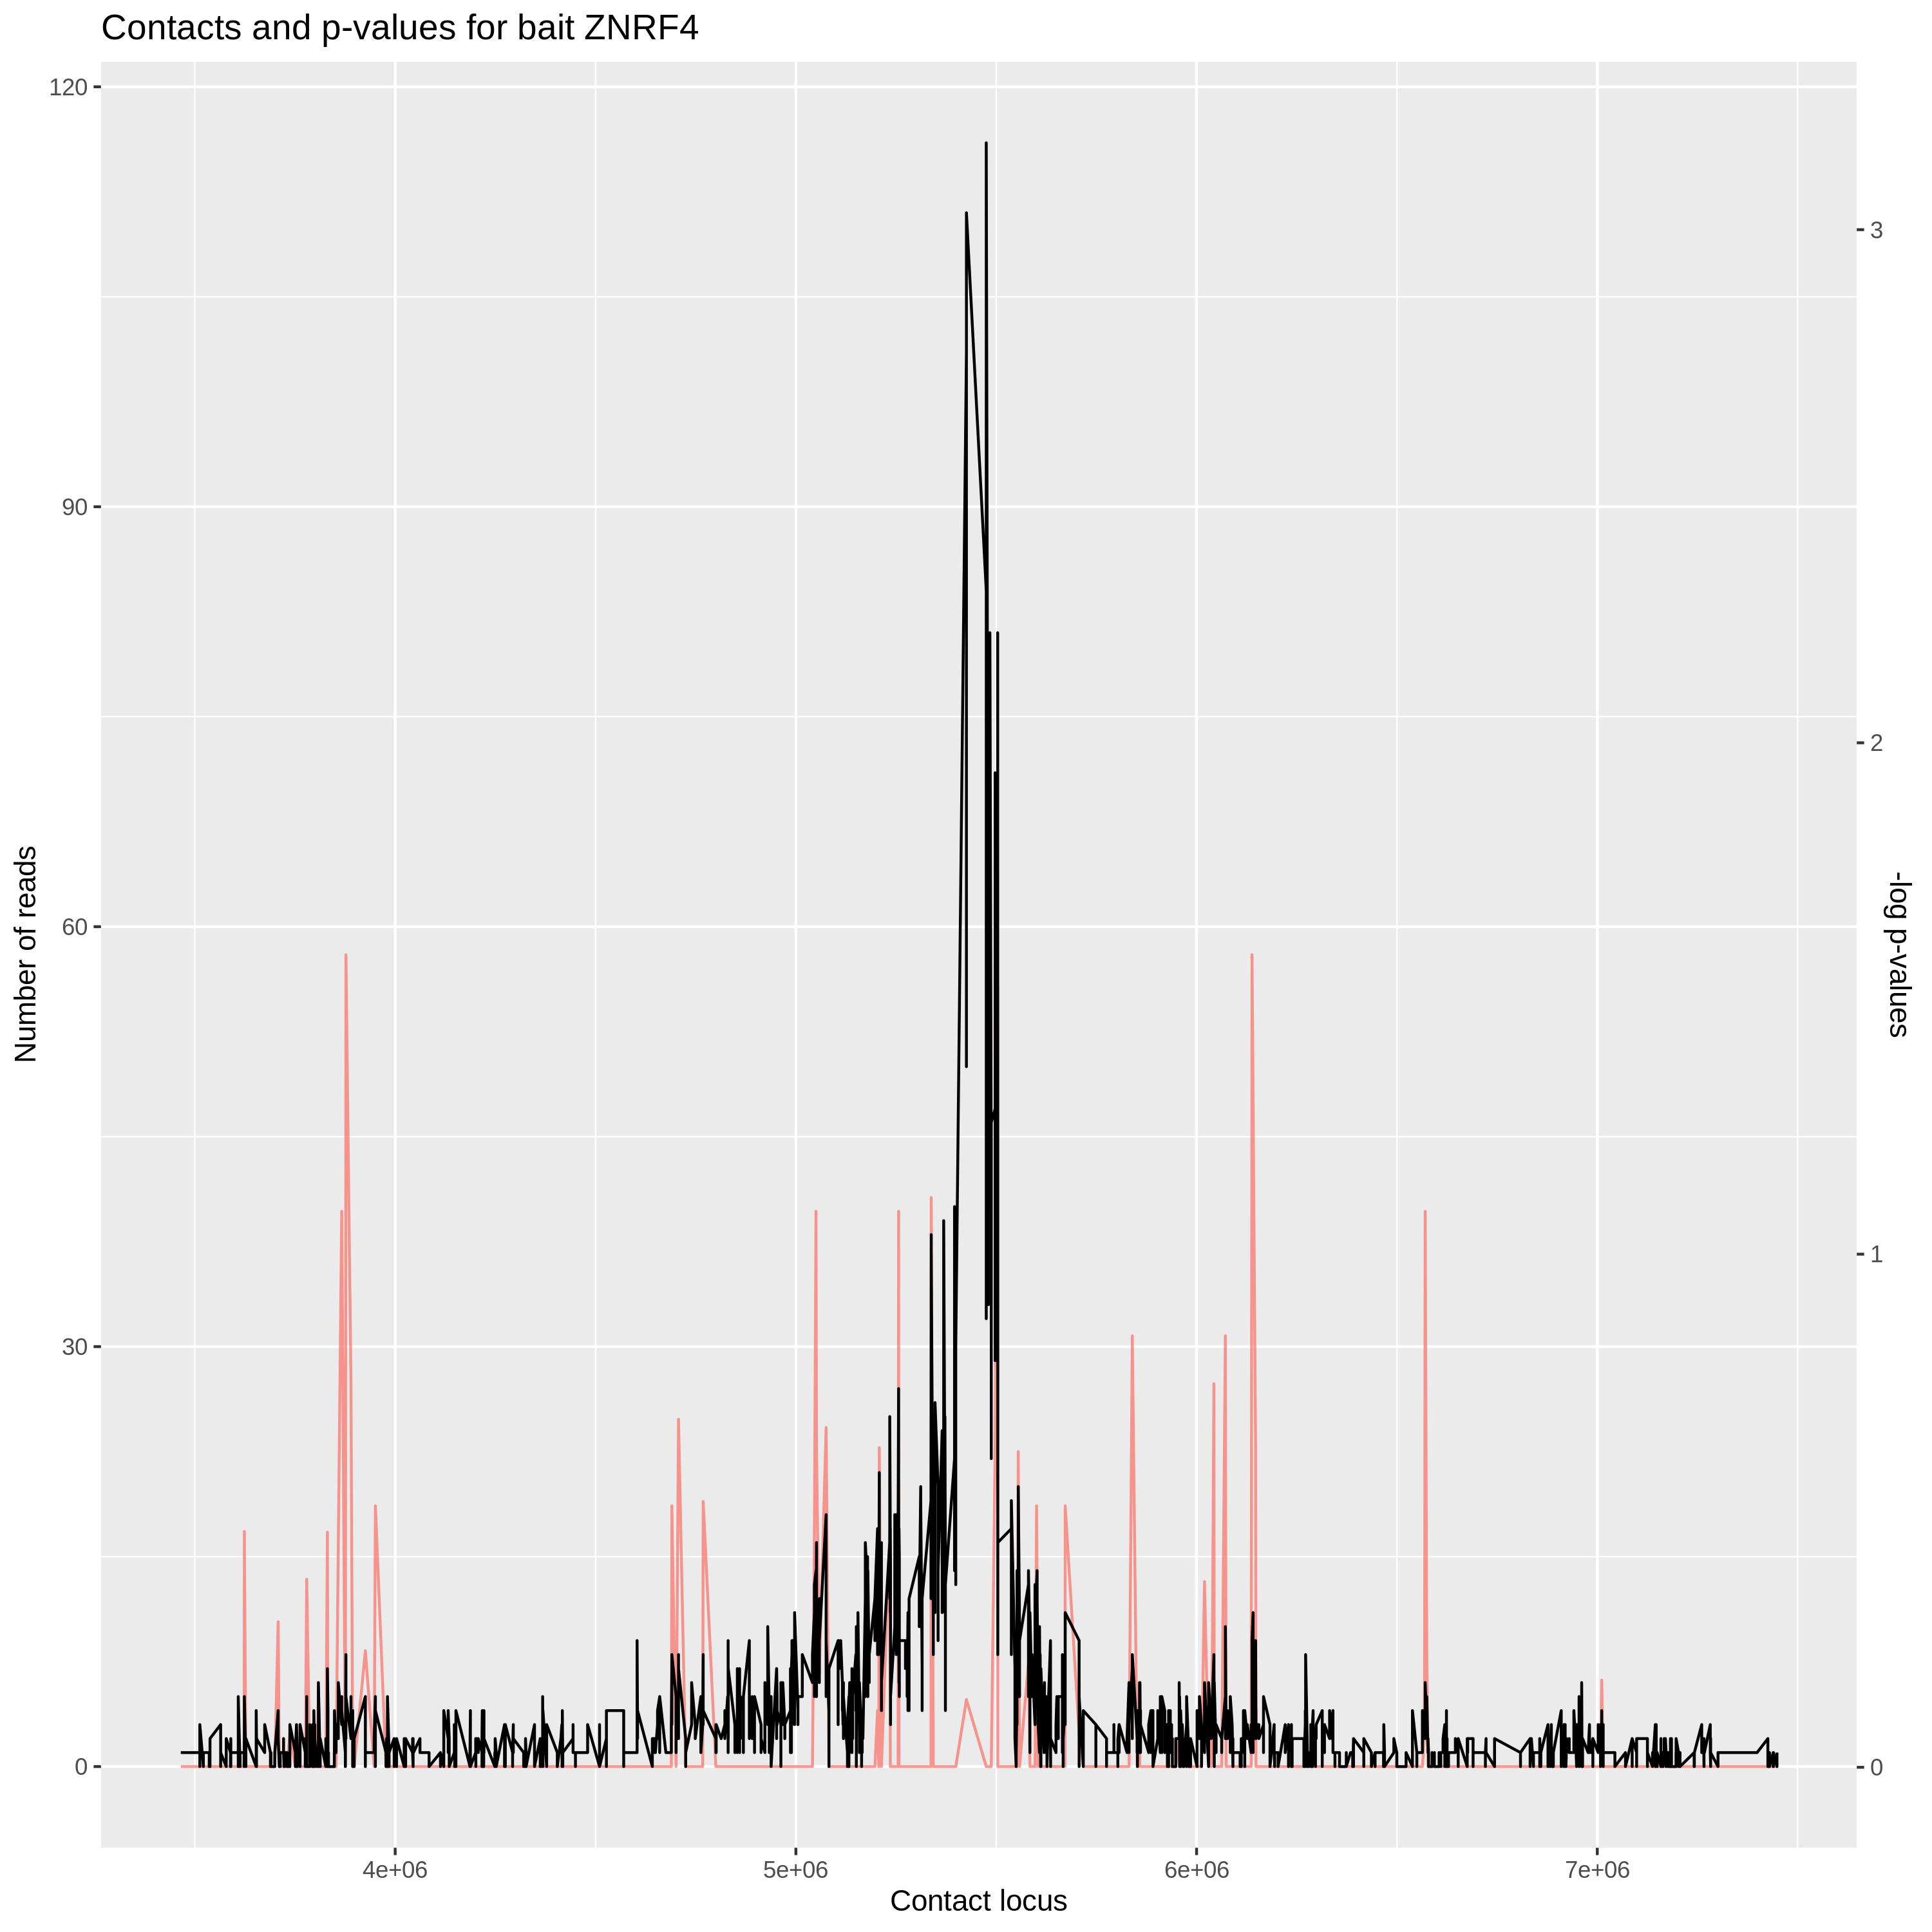 Contacts and p-values for bait ZNRF4
120
90
60
30
0
Number of reads
3
2
1
0
-log p-values
4e+06 5e+06 6e+06 7e+06
Contact locus